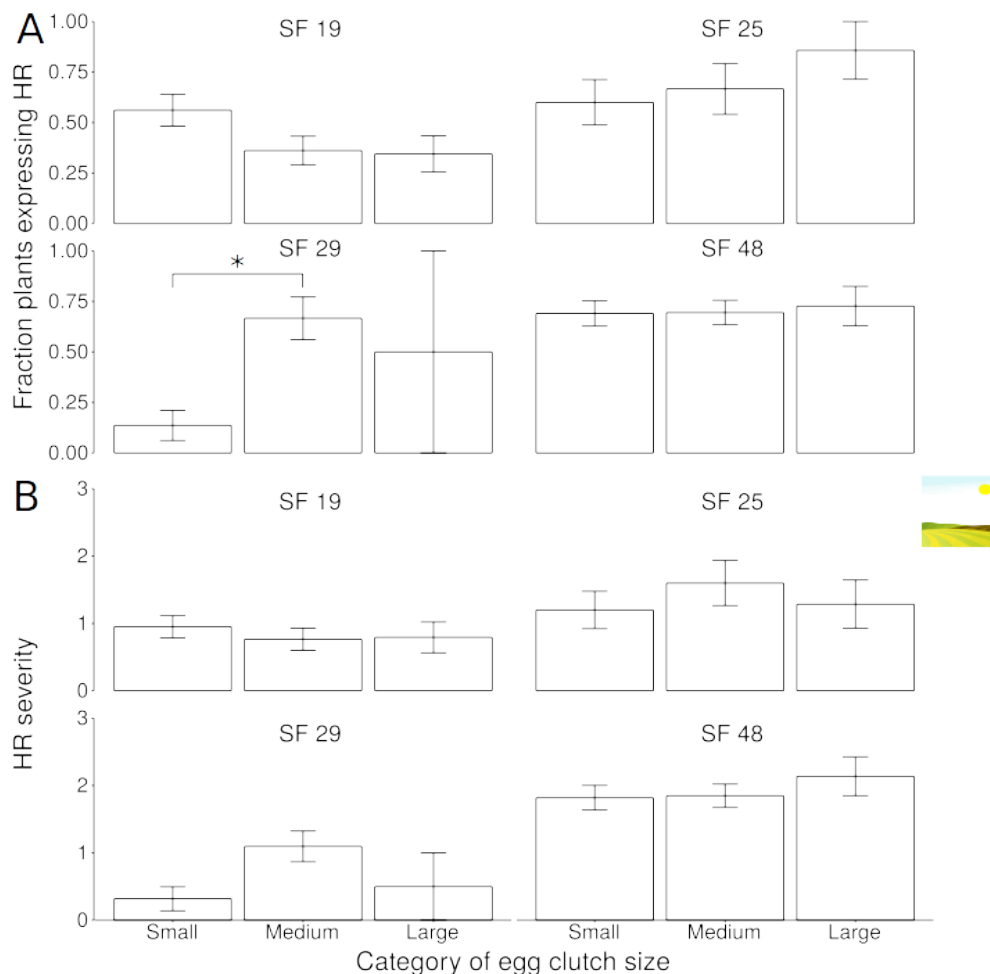 A
SF 19
SF 25
1.00
0.75
0.50
0.25
0.00
SF 29
SF 48
*
1.00
0.75
0.50
0.25
0.00
Fraction plants expressing HR
B
SF 19
SF 25
3
2
1
0
SF 29
SF 48
3
2
1
0
HR severity
Small Medium Large Small Medium Large
Category of egg clutch size